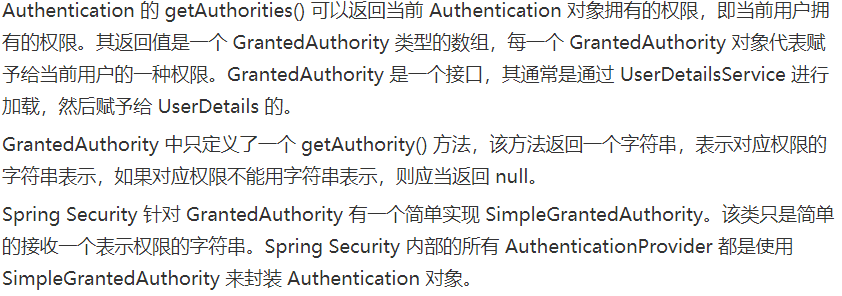 Authentication 的 getAuthorities() 可以返回当前 Authentication 对象拥有的权限，即当前用户拥
有的权限。其返回值是一个 GrantedAuthority 类型的数组，每一个 GrantedAuthority 对象代表赋
予给当前用户的一种权限。GrantedAuthority 是一个接口，其通常是通过 UserDetailsService 进行
加载，然后赋予给 UserDetails 的。
GrantedAuthority 中只定义了一个 getAuthority() 方法，该方法返回一个字符串，表示对应权限的
字符串表示，如果对应权限不能用字符串表示，则应当返回 null。
Spring Security 针对 GrantedAuthority 有一个简单实现 SimpleGrantedAuthority。该类只是简单
的接收一个表示权限的字符串。Spring Security 内部的所有 AuthenticationProvider 都是使用
SimpleGrantedAuthority 来封装 Authentication 对象。